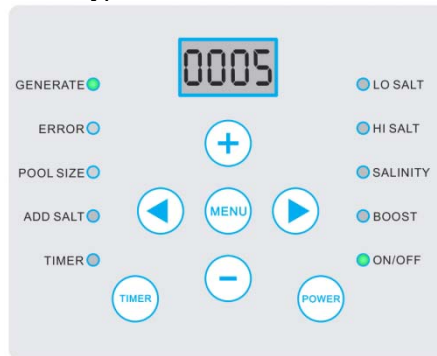 0005
GENERATE
ERROR
POOL SIZE
ADD SALT
TIMER
LO SALT
HI SALT
SALINITY
BOOST
ON/OFF
+
MENU
−
TIMER
POWER